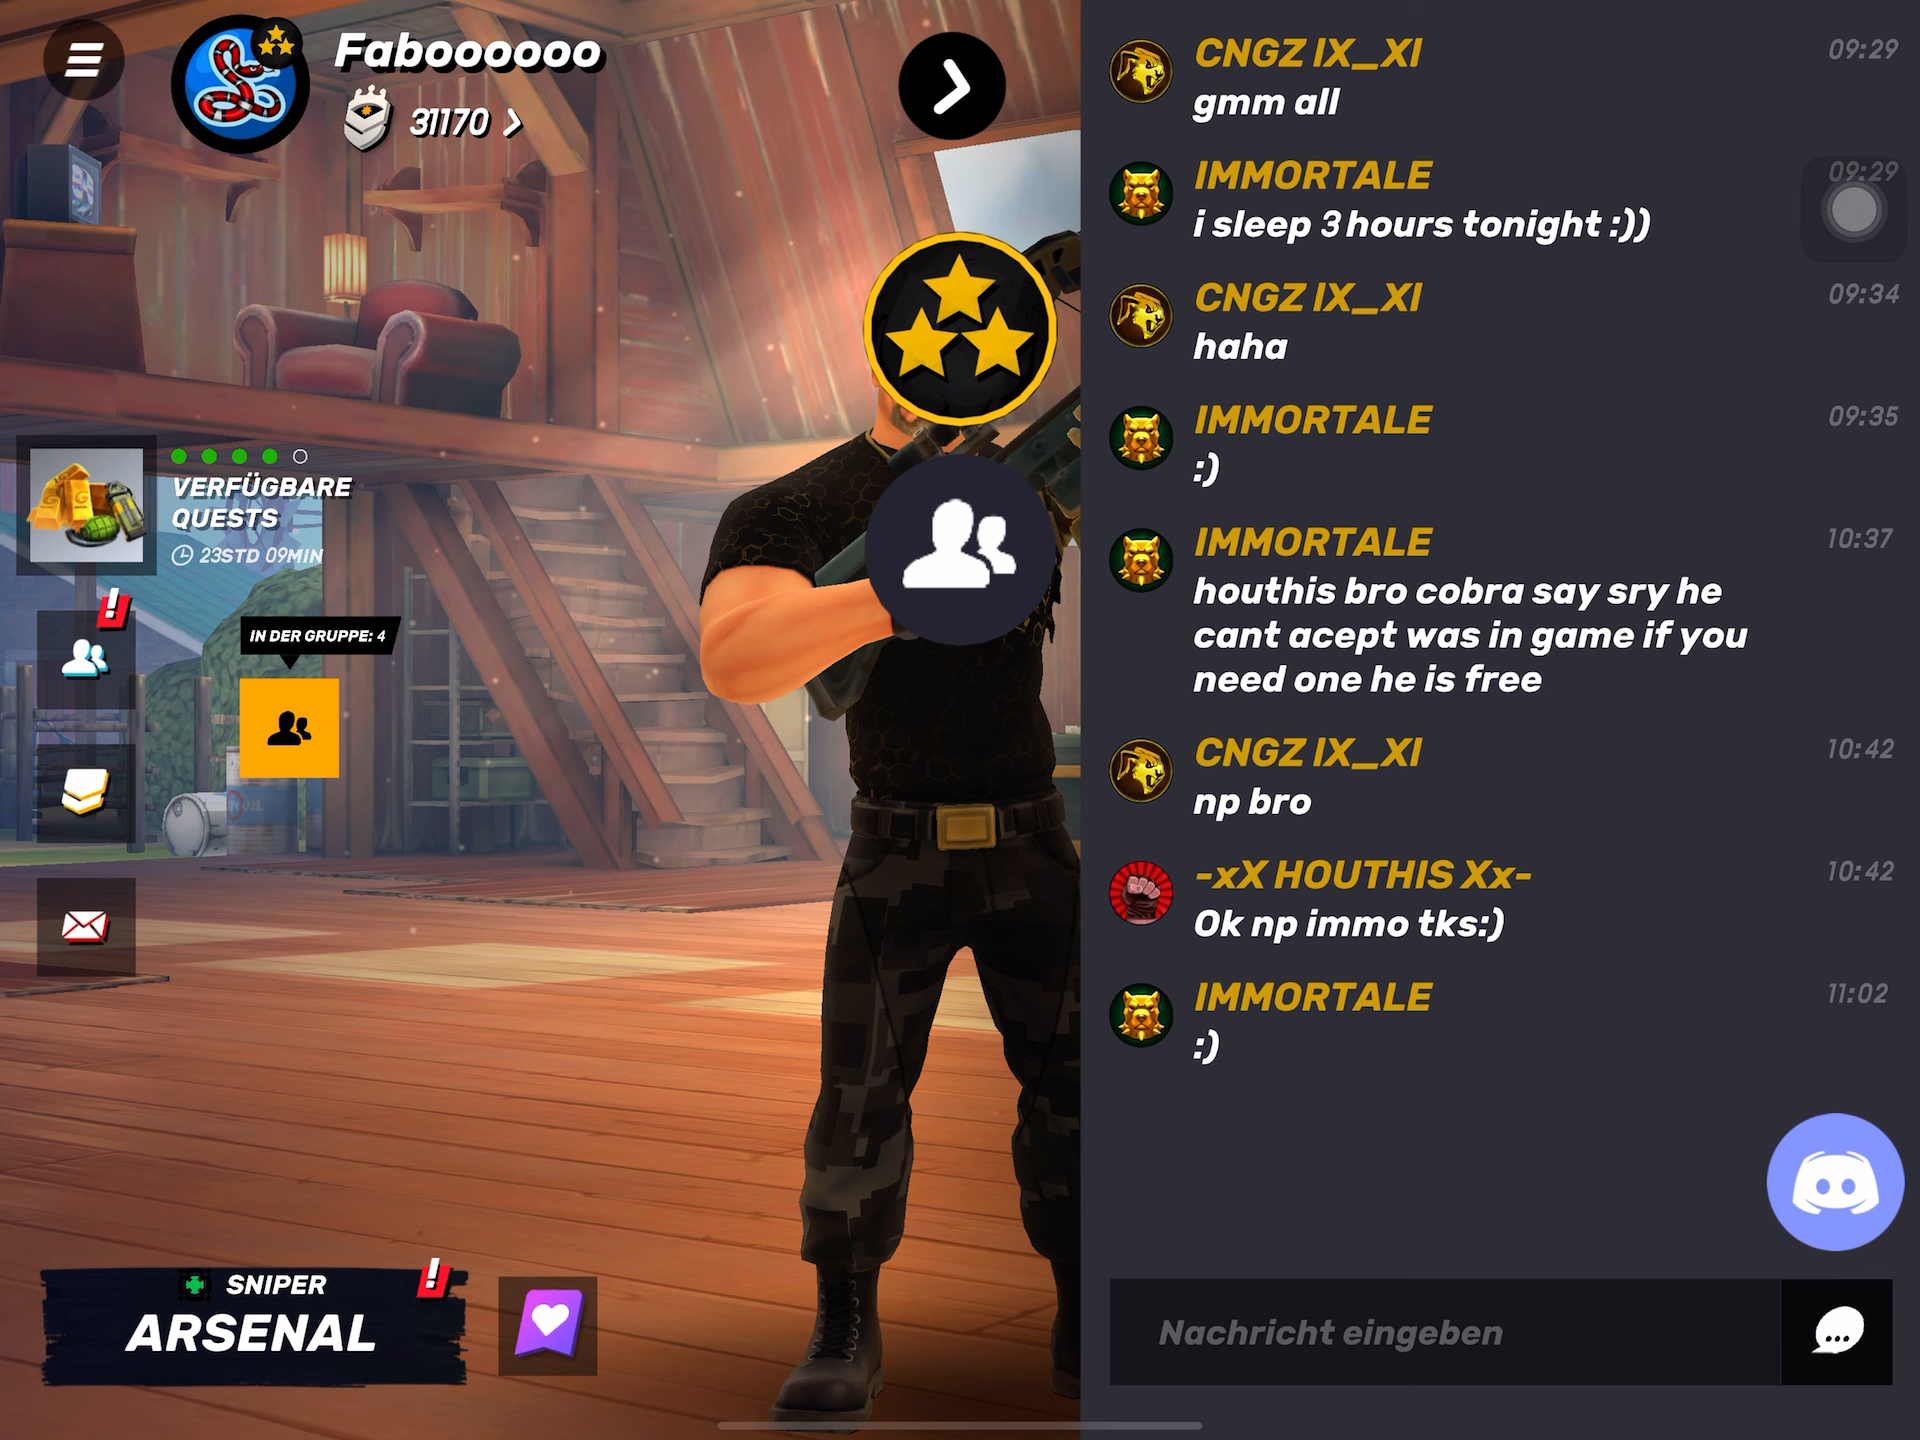 Faboooooo
31170
VERFÜGBARE
QUESTS
23STD 09MIN
IN DER GRUPPE: 4
SNIPER
ARSENAL
CNGZ IX_XI 09:29
gmm all
IMMORTALE 09:29
i sleep 3 hours tonight :))
CNGZ IX_XI 09:34
haha
IMMORTALE 09:35
:)
IMMORTALE 10:37
houthis bro cobra say sry he
cant acept was in game if you
need one he is free
CNGZ IX_XI 10:42
np bro
-xX HOUTHIS Xx- 10:42
Ok np immo tks:)
IMMORTALE 11:02
:)
Nachricht eingeben